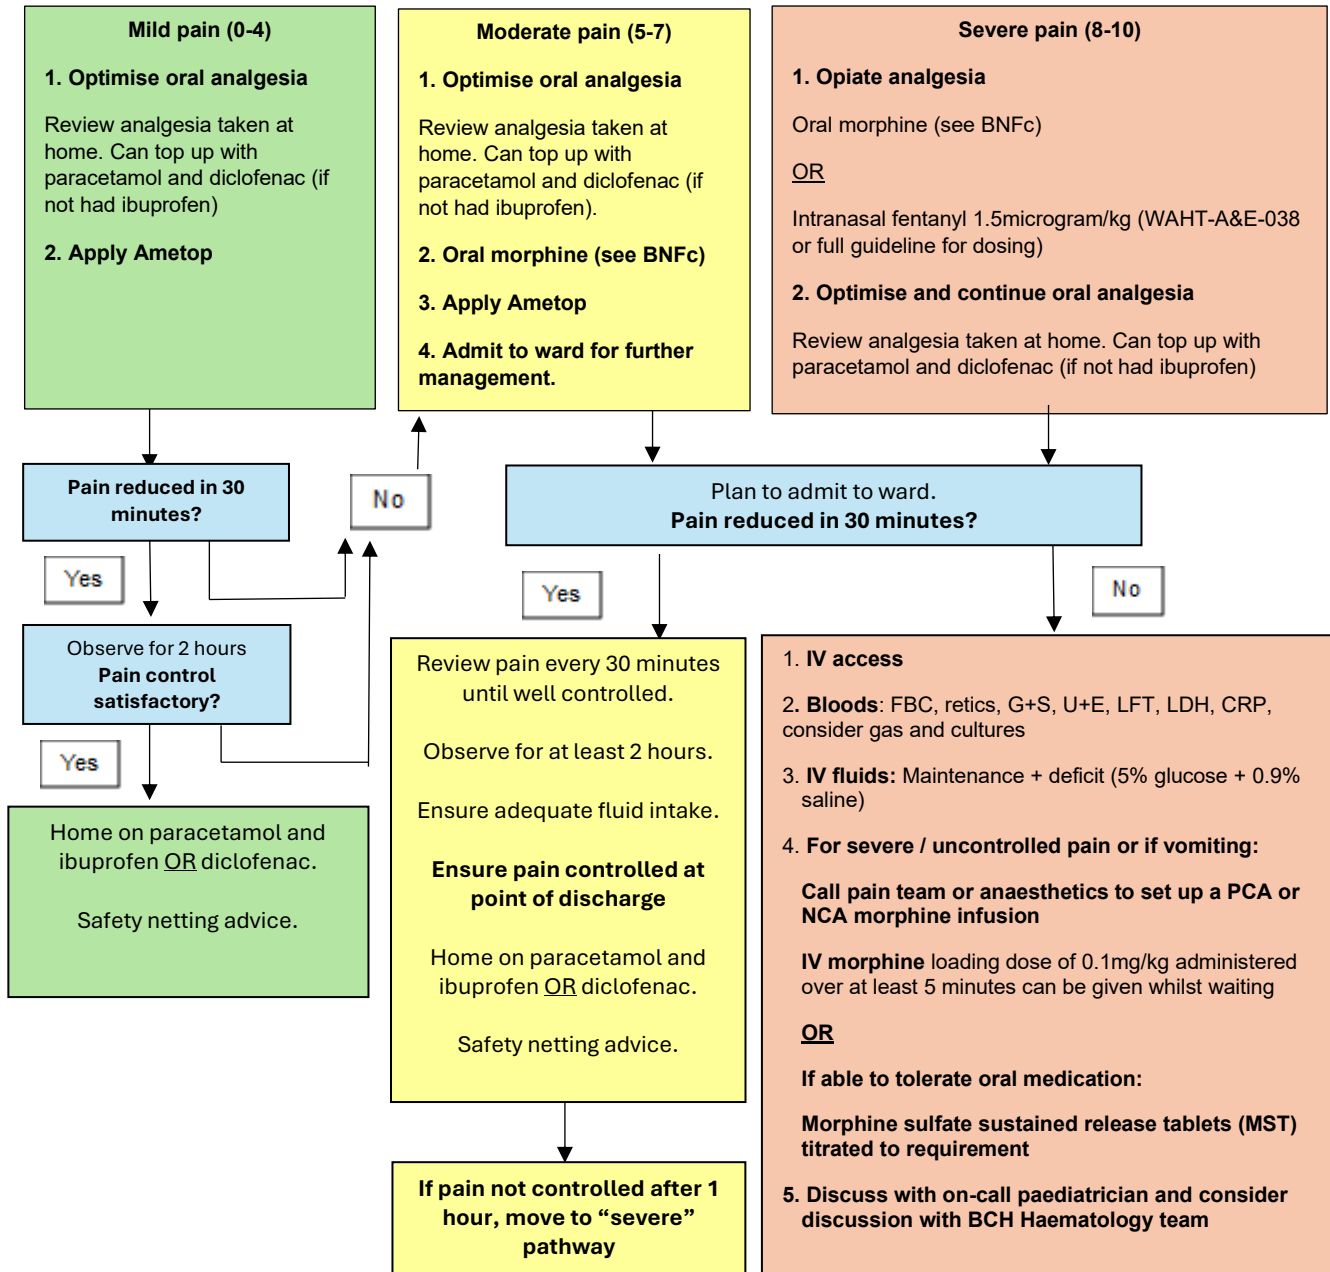 Mild pain (0-4)
1. Optimise oral analgesia
Review analgesia taken at
home. Can top up with
paracetamol and diclofenac (if
not had ibuprofen)
2. Apply Ametop
Moderate pain (5-7)
1. Optimise oral analgesia
Review analgesia taken at
home. Can top up with
paracetamol and diclofenac (if
not had ibuprofen).
2. Oral morphine (see BNFc)
3. Apply Ametop
4. Admit to ward for further
management.
Severe pain (8-10)
1. Opiate analgesia
Oral morphine (see BNFc)
OR
Intranasal fentanyl 1.5microgram/kg (WAHT-A&E-038
or full guideline for dosing)
2. Optimise and continue oral analgesia
Review analgesia taken at home. Can top up with
paracetamol and diclofenac (if not had ibuprofen)
Pain reduced in 30
minutes?
No
Plan to admit to ward.
Pain reduced in 30 minutes?
Yes
Yes
No
Observe for 2 hours
Pain control
satisfactory?
Yes
Home on paracetamol and
ibuprofen OR diclofenac.
Safety netting advice.
Review pain every 30 minutes
until well controlled.
Observe for at least 2 hours.
Ensure adequate fluid intake.
Ensure pain controlled at
point of discharge
Home on paracetamol and
ibuprofen OR diclofenac.
Safety netting advice.
If pain not controlled after 1
hour, move to “severe”
pathway
1. IV access
2. Bloods: FBC, retics, G+S, U+E, LFT, LDH, CRP,
consider gas and cultures
3. IV fluids: Maintenance + deficit (5% glucose + 0.9%
saline)
4. For severe / uncontrolled pain or if vomiting:
Call pain team or anaesthetics to set up a PCA or
NCA morphine infusion
IV morphine loading dose of 0.1mg/kg administered
over at least 5 minutes can be given whilst waiting
OR
If able to tolerate oral medication:
Morphine sulfate sustained release tablets (MST)
titrated to requirement
5. Discuss with on-call paediatrician and consider
discussion with BCH Haematology team